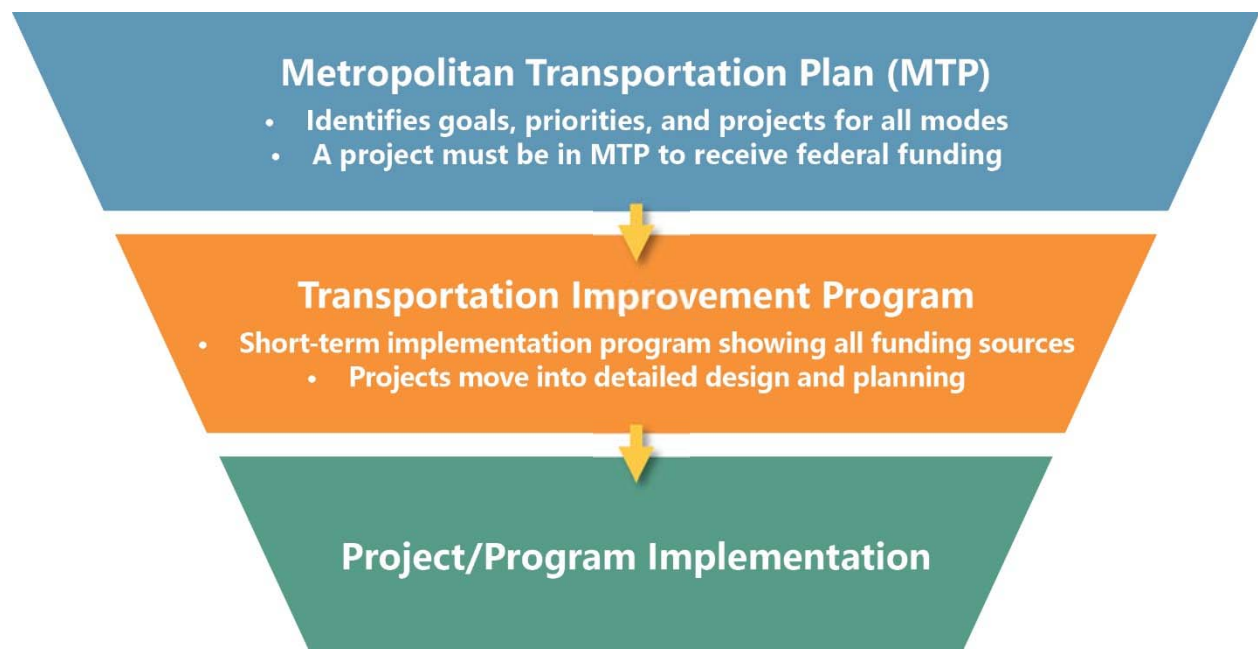 Metropolitan Transportation Plan (MTP)
• Identifies goals, priorities, and projects for all modes
• A project must be in MTP to receive federal funding
Transportation Improvement Program
• Short-term implementation program showing all funding sources
• Projects move into detailed design and planning
Project/Program Implementation